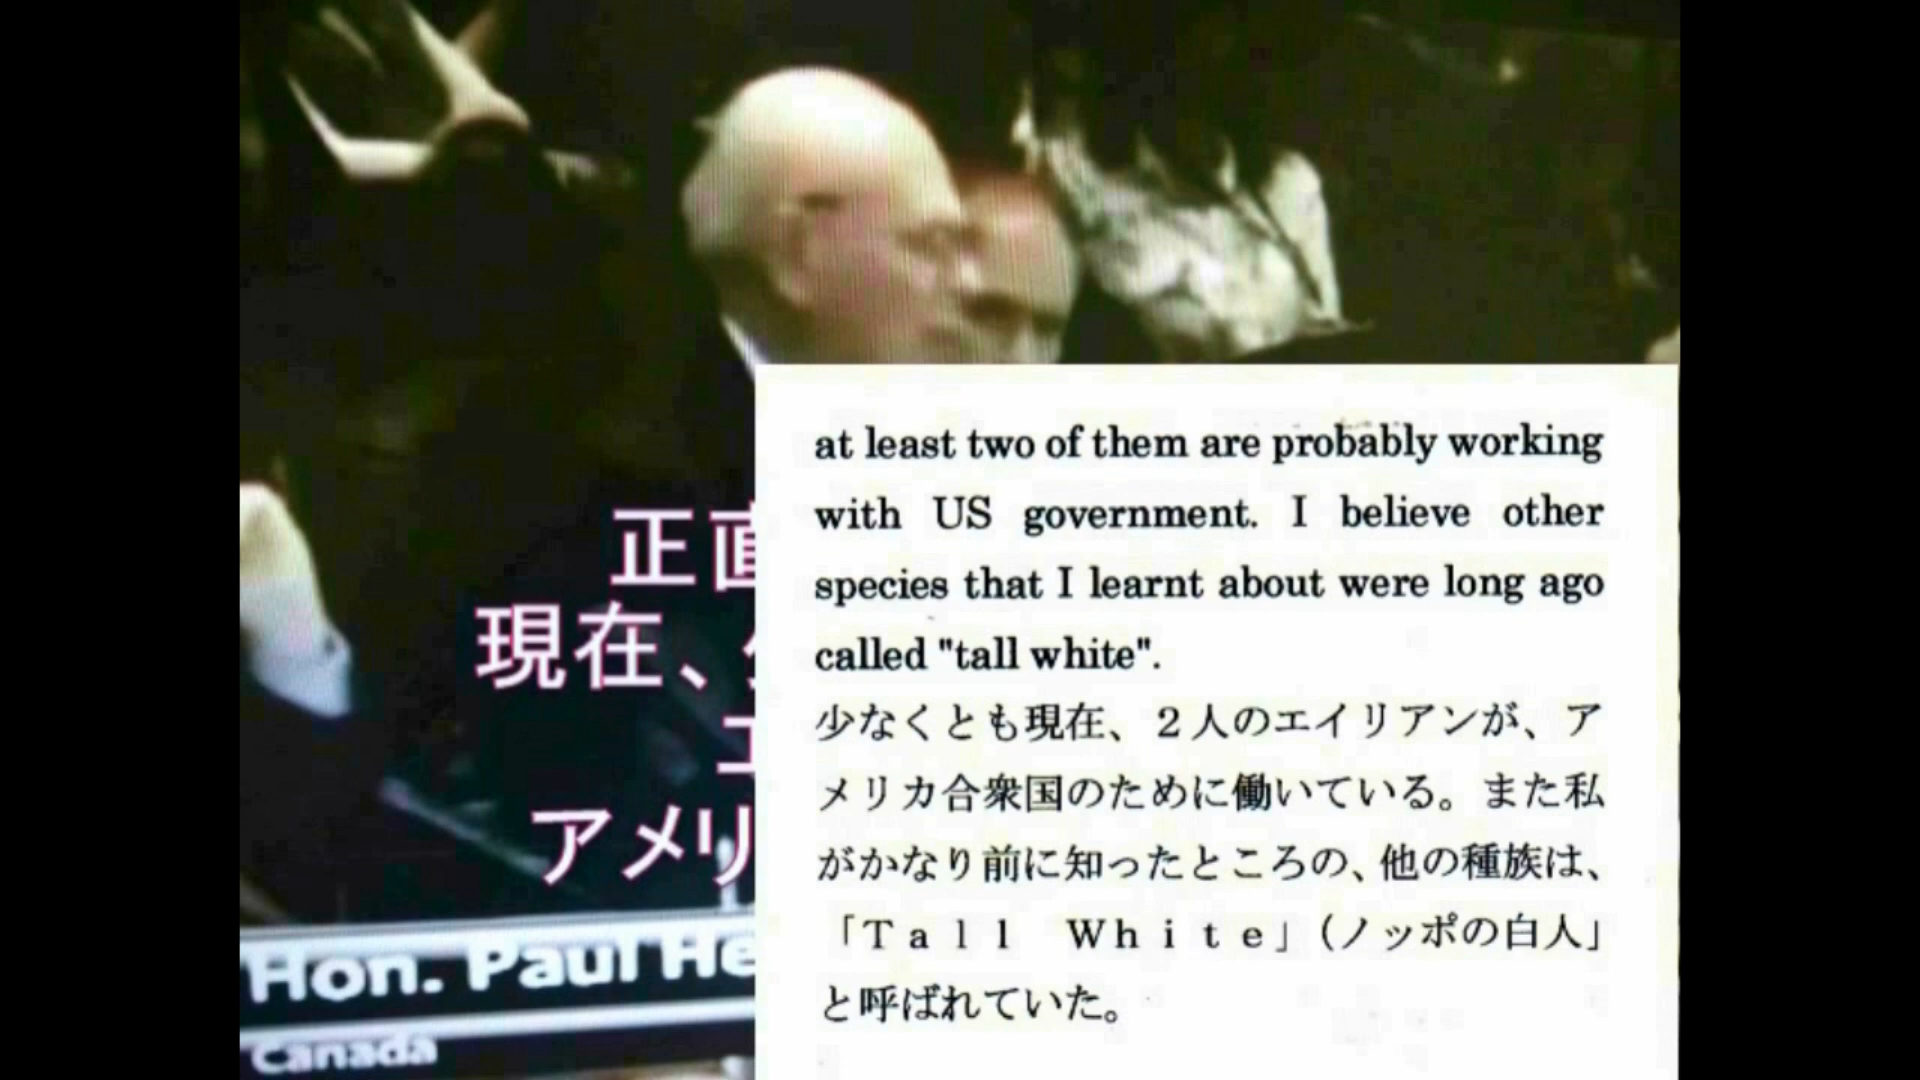 正
現在、
アメリ
Hon. Paul He
Canada
at least two of them are probably working
with US government. I believe other
species that I learnt about were long ago
called "tall white".
少なくとも現在、２人のエイリアンが、ア
メリカ合衆国のために働いている。また私
がかなり前に知ったところの、他の種族は、
「Ｔａｌｌ　Ｗｈｉｔｅ」（ノッポの白人」
と呼ばれていた。